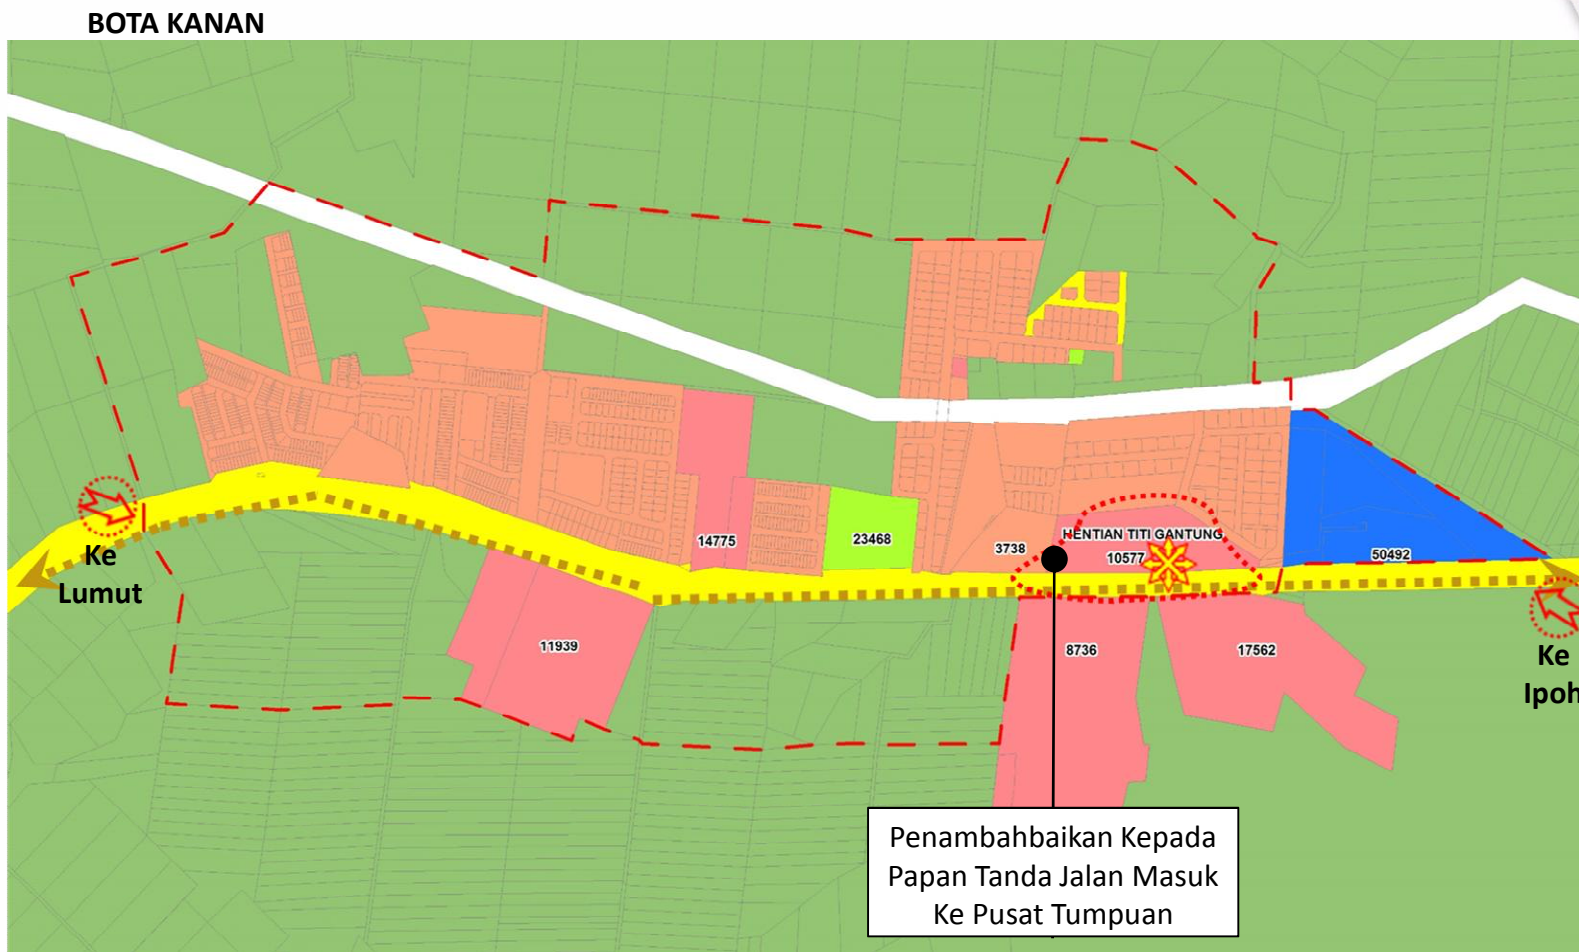 BOTA KANAN
HENTIAN TITI GANTUNG
14775
23468
3738
10577
50492
Ke
Lumut
11939
8736
17562
Ke
Ipoh
Penambahbaikan Kepada
Papan Tanda Jalan Masuk
Ke Pusat Tumpuan